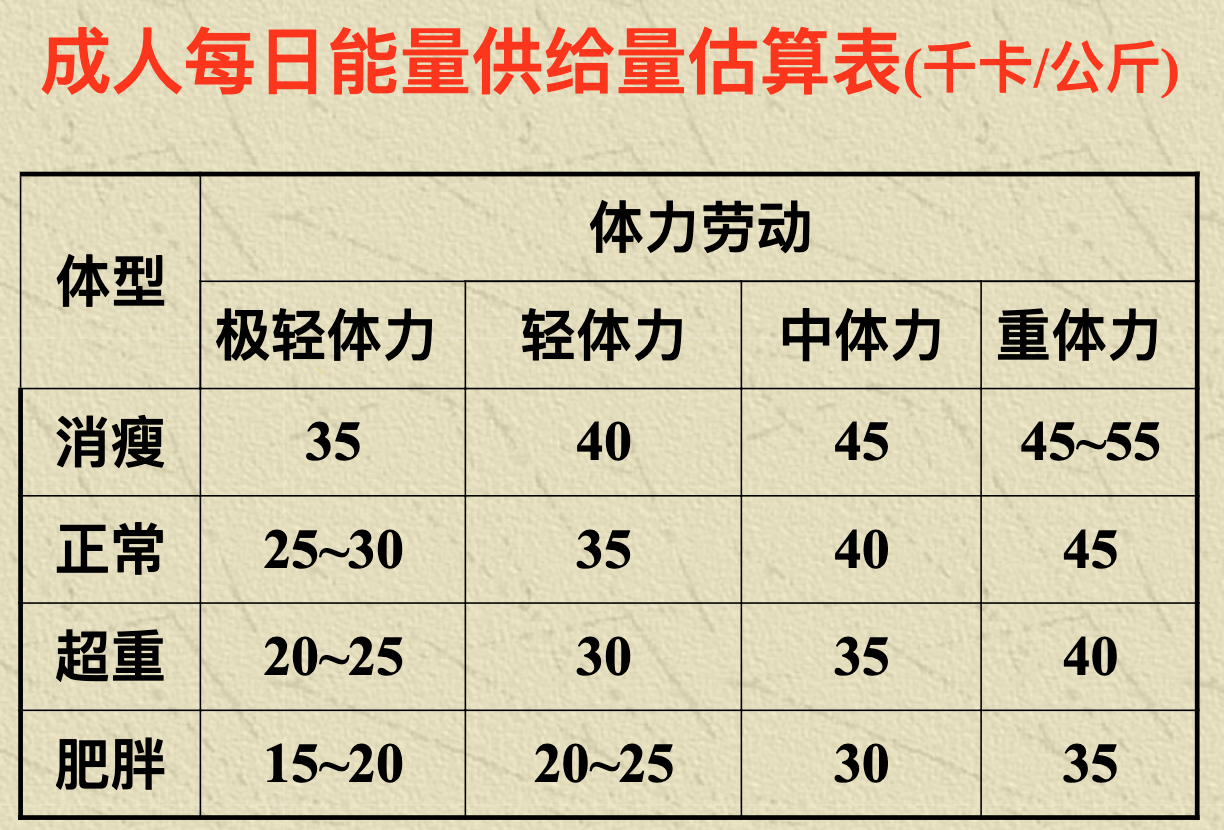 成人每日能量供给量估算表(千卡/公斤)
体型 体力劳动
极轻体力 轻体力 中体力 重体力
消瘦 35 40 45 45~55
正常 25~30 35 40 45
超重 20~25 30 35 40
肥胖 15~20 20~25 30 35